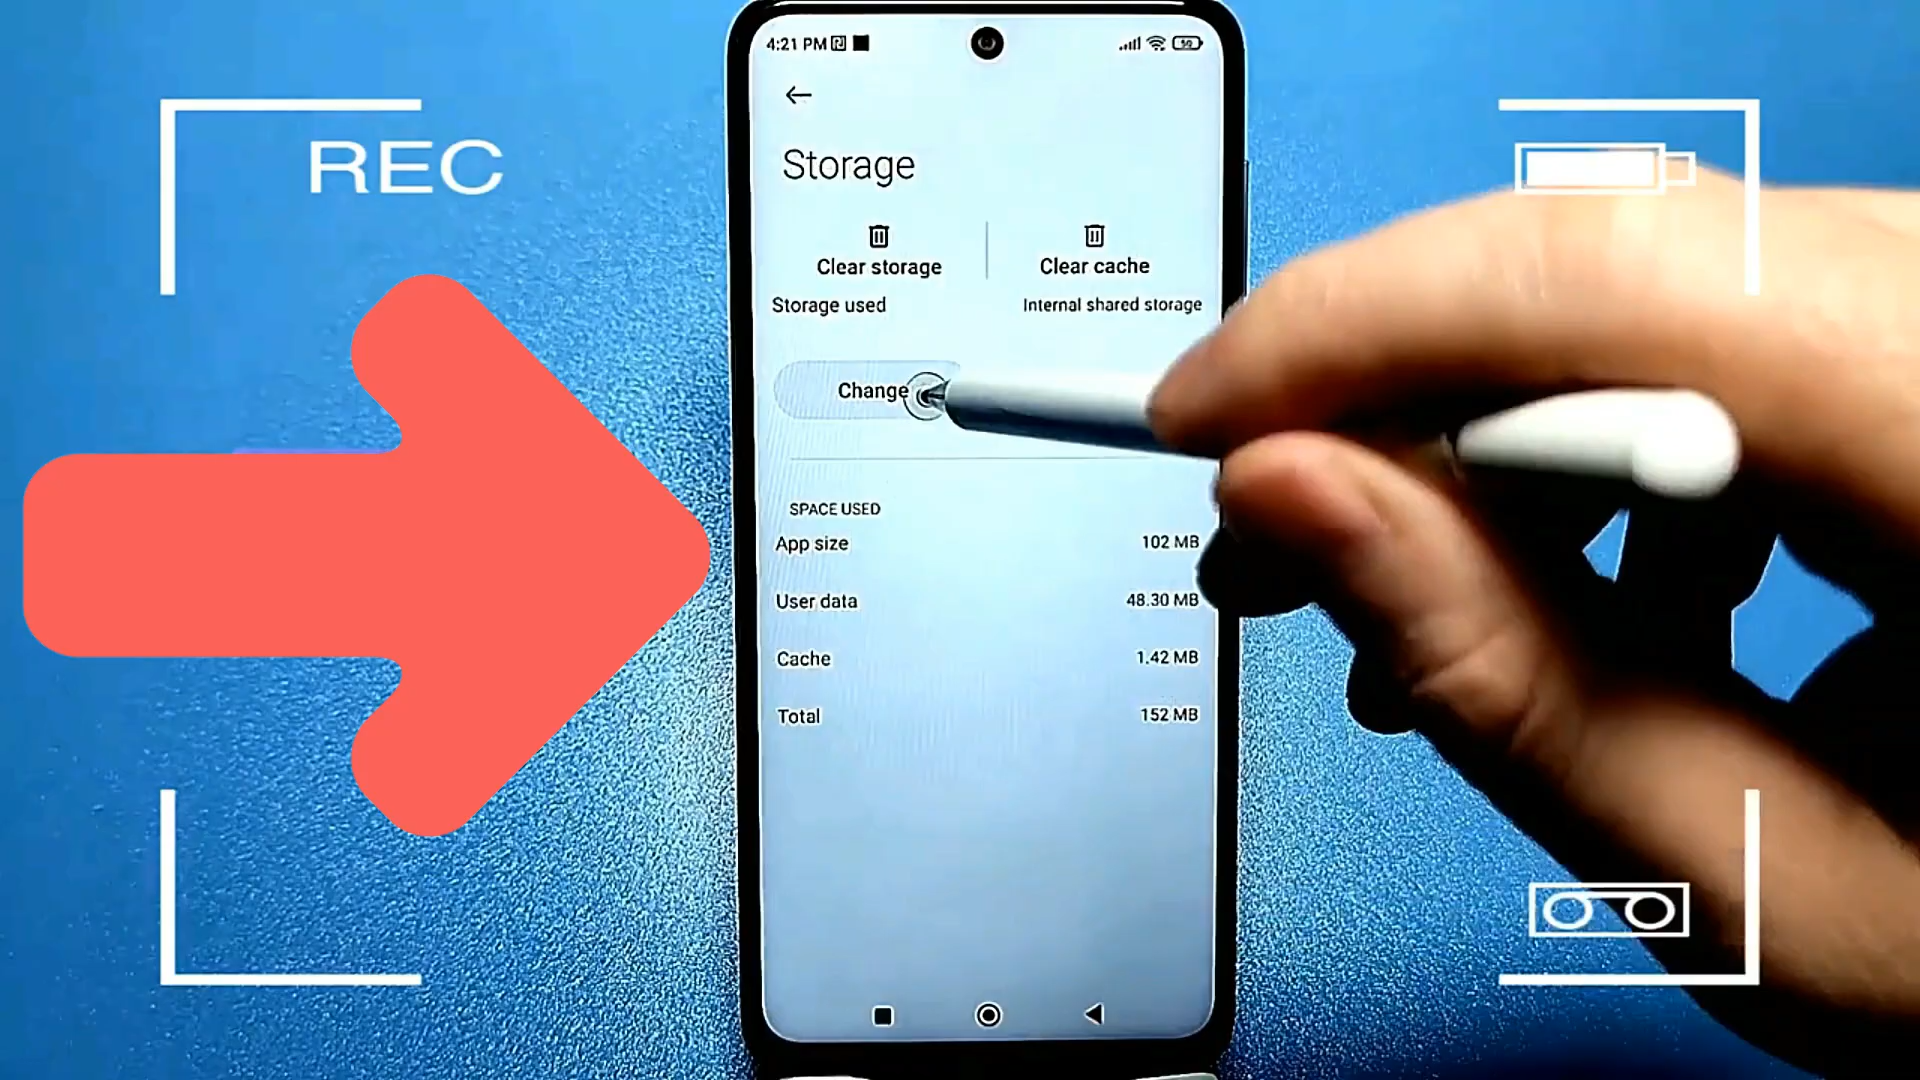 4:21 PM
50
REC
Storage
Clear storage
Clear cache
Storage used
Internal shared storage
Change
SPACE USED
App size
102 MB
User data
48.30 MB
Cache
1.42 MB
Total
152 MB